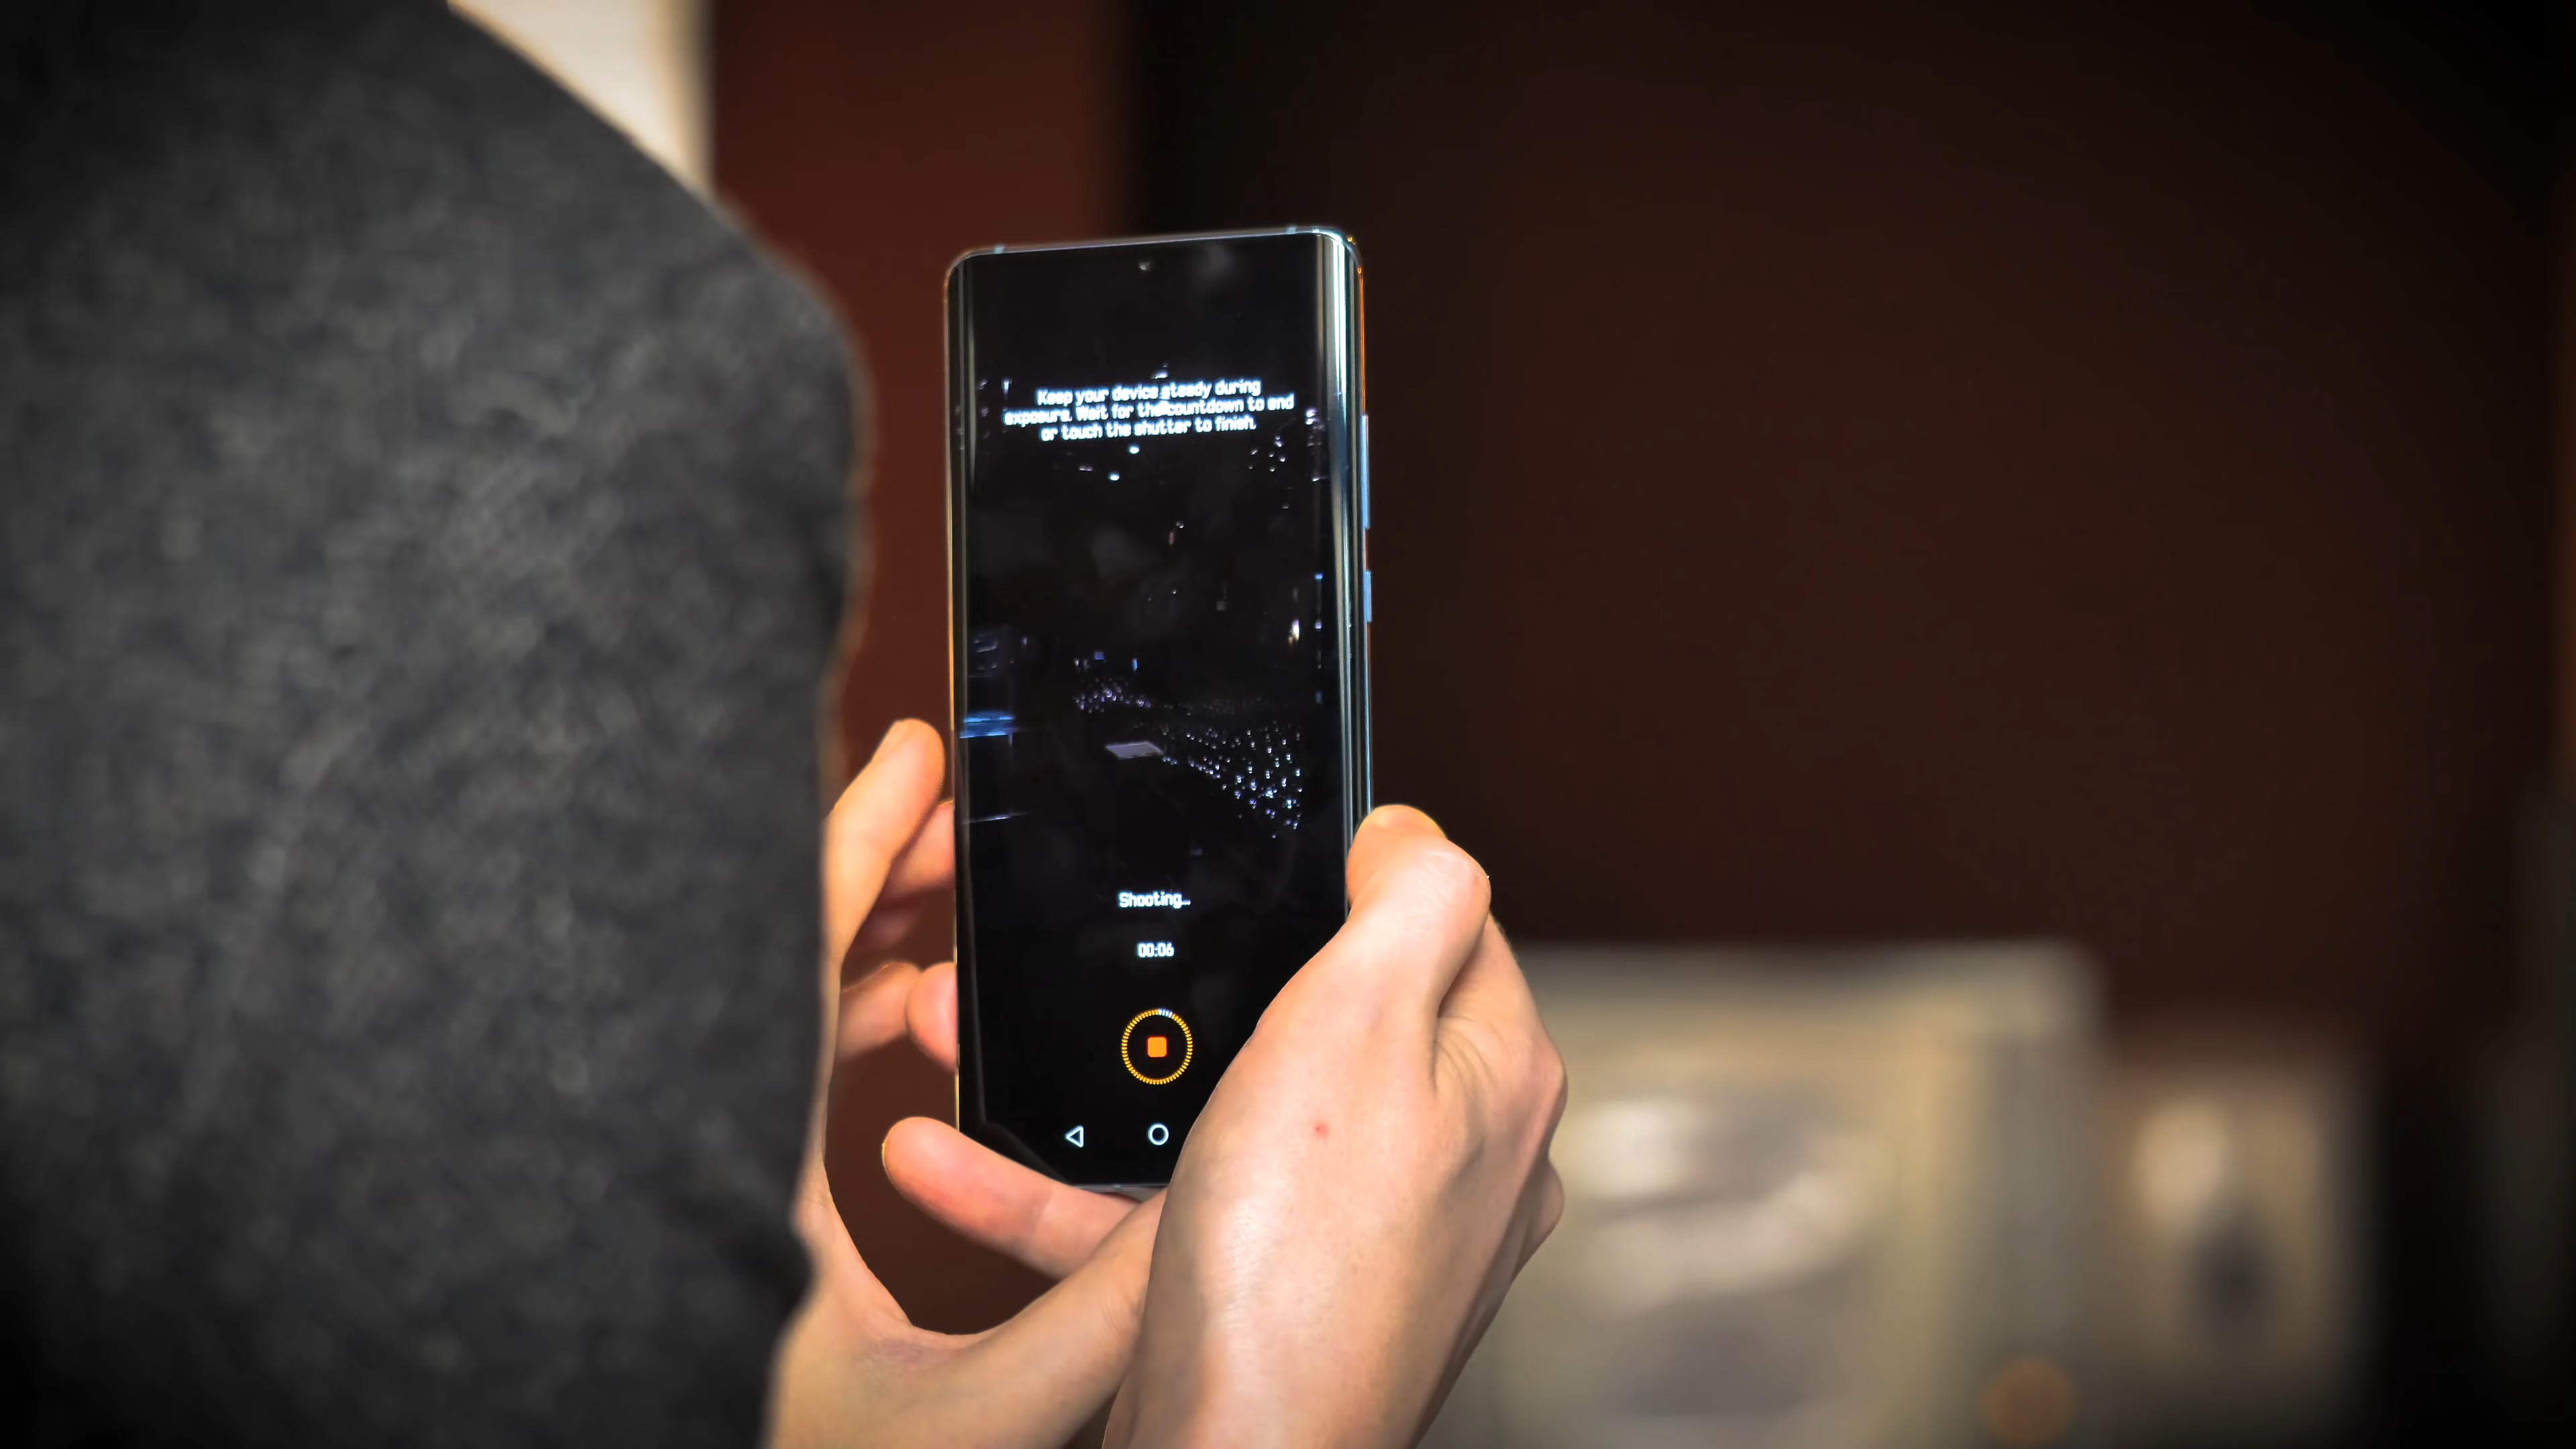 Keep your device steady during
exposure. Wait for the countdown to end
or touch the shutter to finish.
Shooting...
00:06